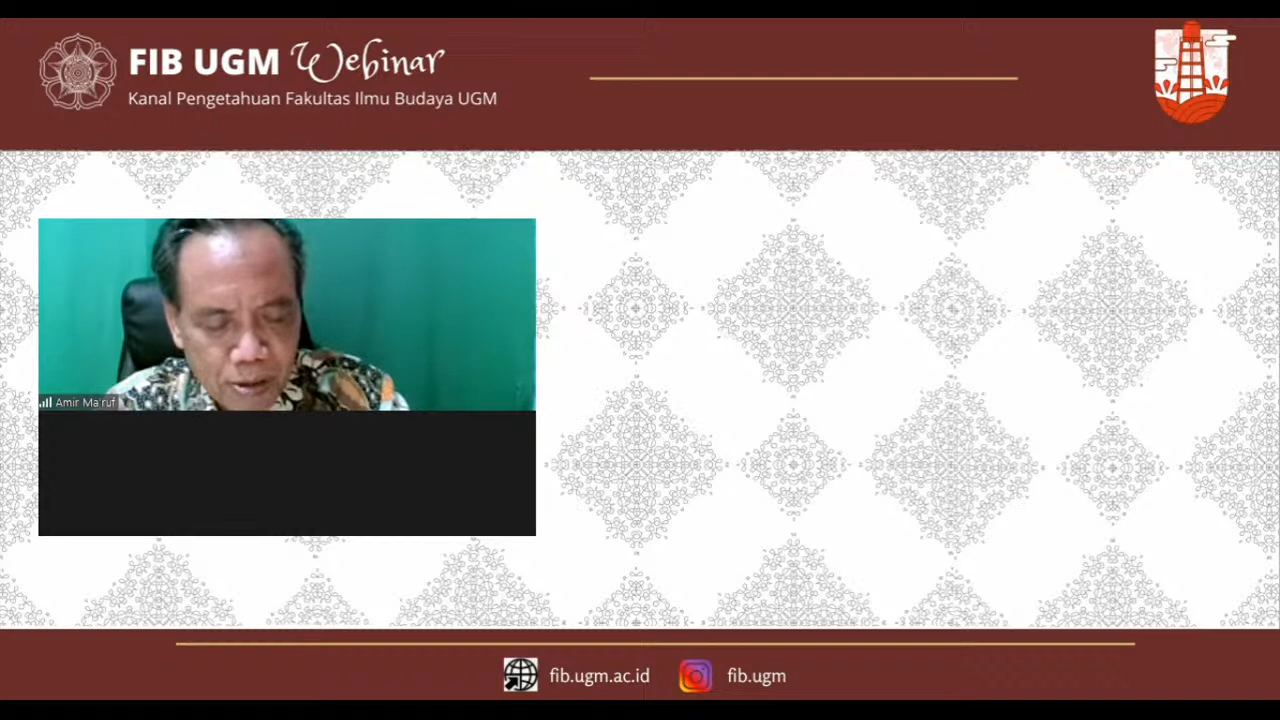 FIB UGM Webinar
Kanal Pengetahuan Fakultas Ilmu Budaya UGM
Amir Ma'ruf
fib.ugm.ac.id
fib.ugm